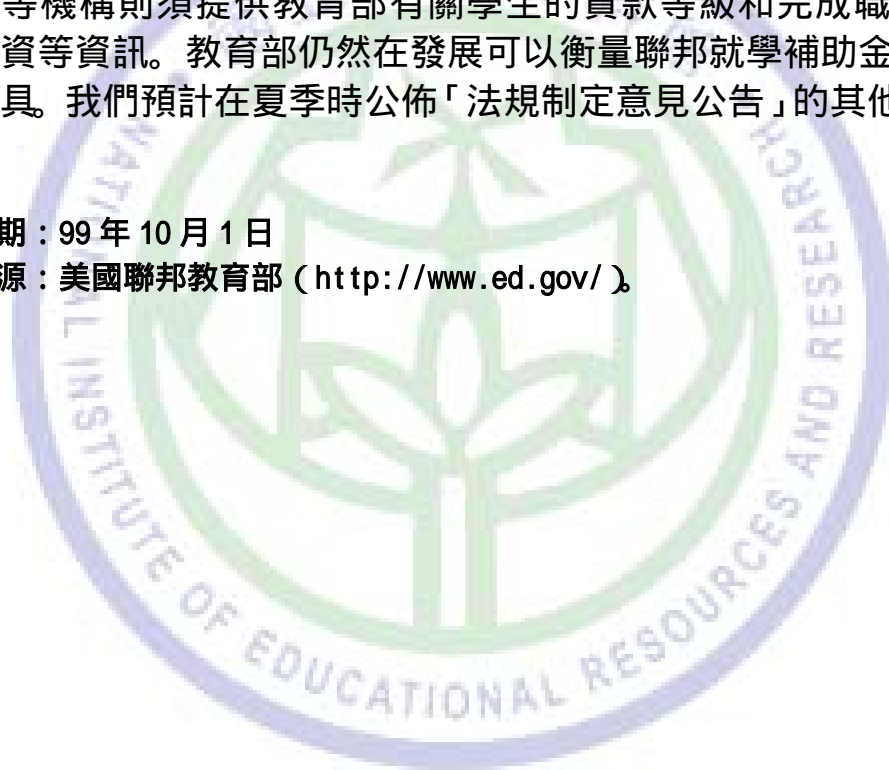 等機構則須提供教育部有關學生的貸款等級和完成職
資等資訊。教育部仍然在發展可以衡量聯邦就學補助金
具。我們預計在夏季時公佈「法規制定意見公告」的其他
期：99 年 10 月 1 日
源：美國聯邦教育部（http://www.ed.gov/）。
NATIONAL INSTITUTE OF EDUCATIONAL RESOURCES AND RESEARCH